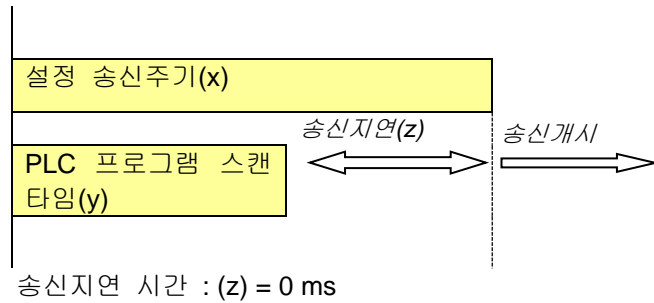 설정 송신주기(x)
송신지연(z)
송신개시
PLC 프로그램 스캔
타임(y)
송신지연 시간 : (z) = 0 ms